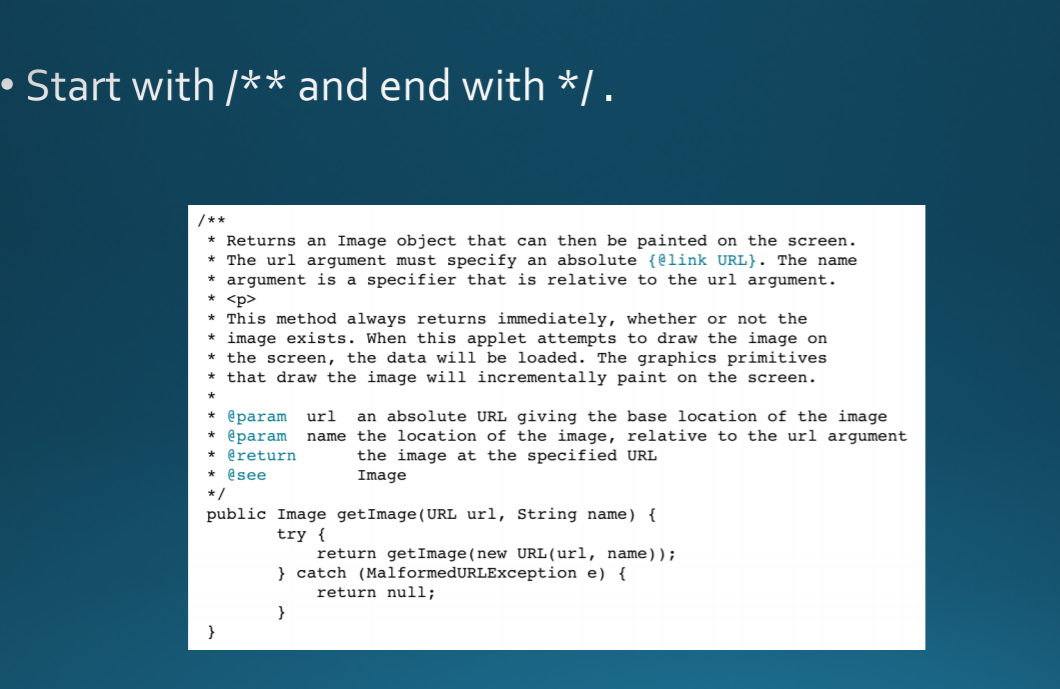 • Start with /** and end with */ .
/**
 * Returns an Image object that can then be painted on the screen.
 * The url argument must specify an absolute {@link URL}. The name
 * argument is a specifier that is relative to the url argument.
 * <p>
 * This method always returns immediately, whether or not the
 * image exists. When this applet attempts to draw the image on
 * the screen, the data will be loaded. The graphics primitives
 * that draw the image will incrementally paint on the screen.
 *
 * @param  url  an absolute URL giving the base location of the image
 * @param  name the location of the image, relative to the url argument
 * @return      the image at the specified URL
 * @see         Image
 */
 public Image getImage(URL url, String name) {
        try {
            return getImage(new URL(url, name));
        } catch (MalformedURLException e) {
            return null;
        }
 }